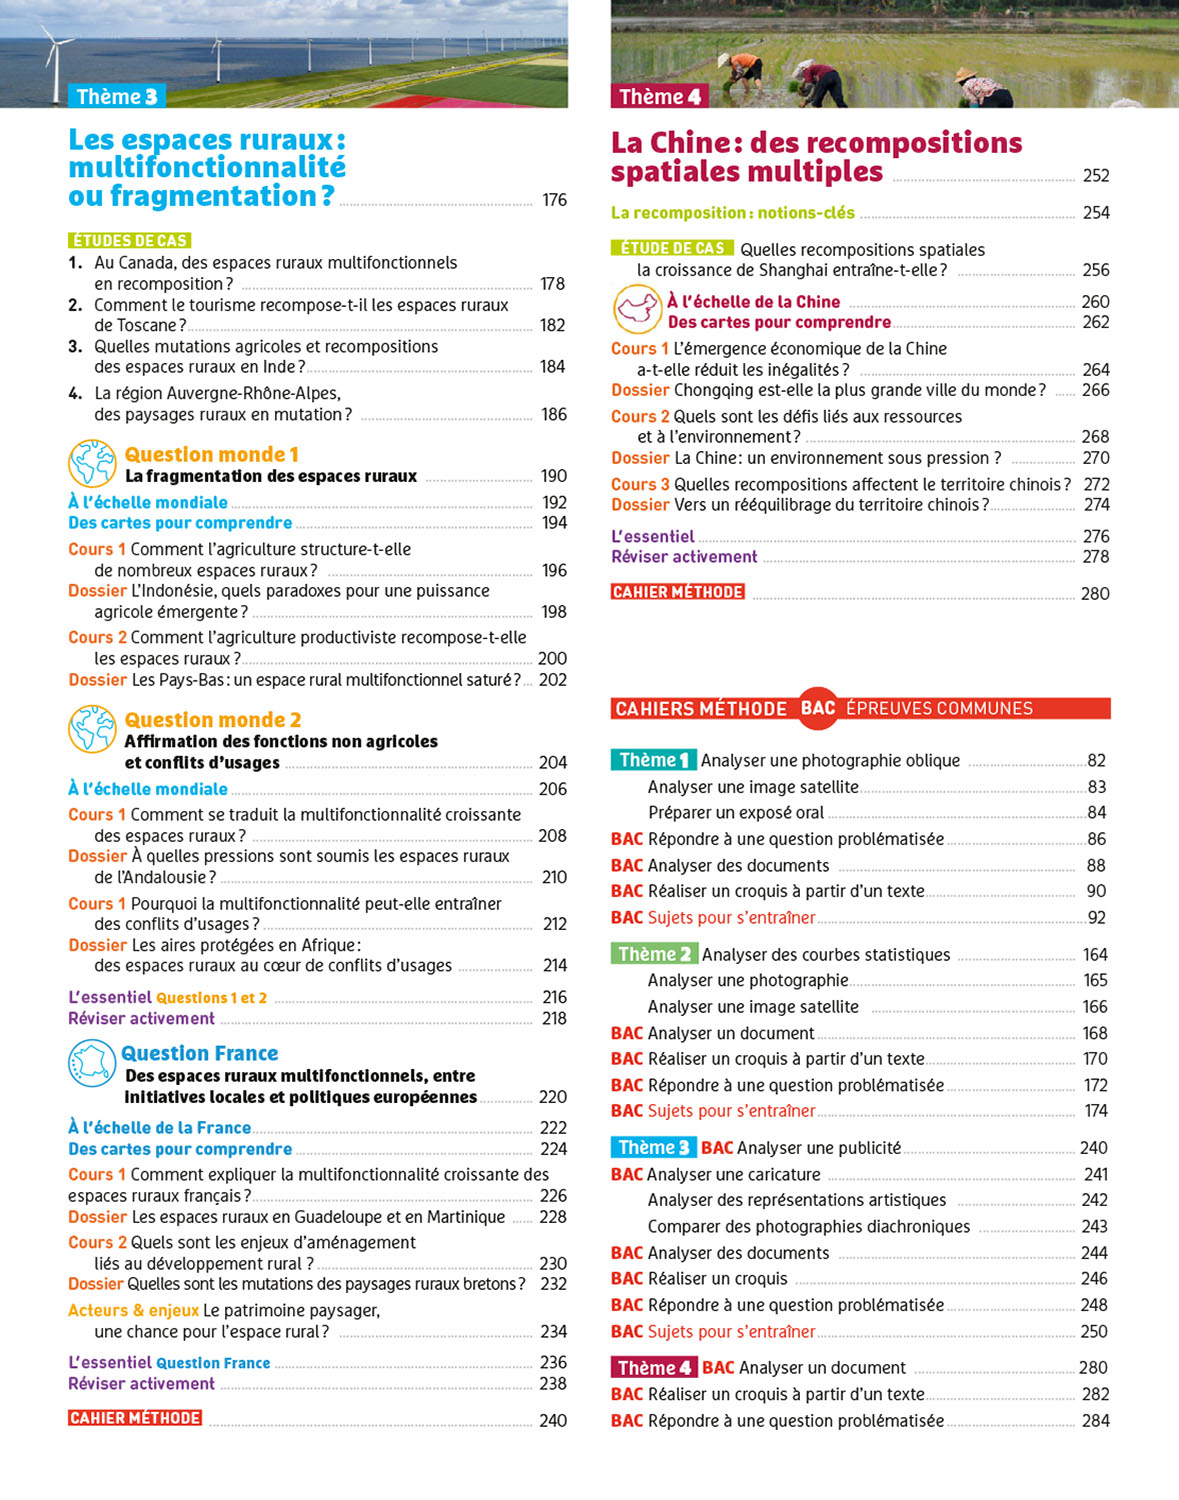 Thème 3
Les espaces ruraux :
multifonctionnalité
ou fragmentation ? 176
ÉTUDES DE CAS
1. Au Canada, des espaces ruraux multifonctionnels
en recomposition ? 178
2. Comment le tourisme recompose-t-il les espaces ruraux
de Toscane ? 182
3. Quelles mutations agricoles et recompositions
des espaces ruraux en Inde ? 184
4. La région Auvergne-Rhône-Alpes,
des paysages ruraux en mutation ? 186
Question monde 1
La fragmentation des espaces ruraux 190
À l'échelle mondiale 192
Des cartes pour comprendre 194
Cours 1 Comment l'agriculture structure-t-elle
de nombreux espaces ruraux ? 196
Dossier L'Indonésie, quels paradoxes pour une puissance
agricole émergente ? 198
Cours 2 Comment l'agriculture productiviste recompose-t-elle
les espaces ruraux ? 200
Dossier Les Pays-Bas : un espace rural multifonctionnel saturé ? 202
Question monde 2
Affirmation des fonctions non agricoles
et conflits d'usages 204
À l'échelle mondiale 206
Cours 1 Comment se traduit la multifonctionnalité croissante
des espaces ruraux ? 208
Dossier À quelles pressions sont soumis les espaces ruraux
de l'Andalousie ? 210
Cours 1 Pourquoi la multifonctionnalité peut-elle entraîner
des conflits d'usages ? 212
Dossier Les aires protégées en Afrique :
des espaces ruraux au cœur de conflits d'usages 214
L'essentiel Questions 1 et 2 216
Réviser activement 218
Question France
Des espaces ruraux multifonctionnels, entre
initiatives locales et politiques européennes 220
À l'échelle de la France 222
Des cartes pour comprendre 224
Cours 1 Comment expliquer la multifonctionnalité croissante des
espaces ruraux français ? 226
Dossier Les espaces ruraux en Guadeloupe et en Martinique 228
Cours 2 Quels sont les enjeux d'aménagement
liés au développement rural ? 230
Dossier Quelles sont les mutations des paysages ruraux bretons ? 232
Acteurs & enjeux Le patrimoine paysager,
une chance pour l'espace rural ? 234
L'essentiel Question France 236
Réviser activement 238
CAHIER MÉTHODE 240
Thème 4
La Chine : des recompositions
spatiales multiples 252
La recomposition : notions-clés 254
ÉTUDE DE CAS Quelles recompositions spatiales
la croissance de Shanghai entraîne-t-elle ? 256
À l'échelle de la Chine 260
Des cartes pour comprendre 262
Cours 1 L'émergence économique de la Chine
a-t-elle réduit les inégalités ? 264
Dossier Chongqing est-elle la plus grande ville du monde ? 266
Cours 2 Quels sont les défis liés aux ressources
et à l'environnement ? 268
Dossier La Chine : un environnement sous pression ? 270
Cours 3 Quelles recompositions affectent le territoire chinois ? 272
Dossier Vers un rééquilibrage du territoire chinois ? 274
L'essentiel 276
Réviser activement 278
CAHIER MÉTHODE 280
CAHIERS MÉTHODE BAC ÉPREUVES COMMUNES
Thème 1 Analyser une photographie oblique 82
Analyser une image satellite 83
Préparer un exposé oral 84
BAC Répondre à une question problématisée 86
BAC Analyser des documents 88
BAC Réaliser un croquis à partir d'un texte 90
BAC Sujets pour s'entraîner 92
Thème 2 Analyser des courbes statistiques 164
Analyser une photographie 165
Analyser une image satellite 166
BAC Analyser un document 168
BAC Réaliser un croquis à partir d'un texte 170
BAC Répondre à une question problématisée 172
BAC Sujets pour s'entraîner 174
Thème 3 BAC Analyser une publicité 240
BAC Analyser une caricature 241
Analyser des représentations artistiques 242
Comparer des photographies diachroniques 243
BAC Analyser des documents 244
BAC Réaliser un croquis 246
BAC Répondre à une question problématisée 248
BAC Sujets pour s'entraîner 250
Thème 4 BAC Analyser un document 280
BAC Réaliser un croquis à partir d'un texte 282
BAC Répondre à une question problématisée 284